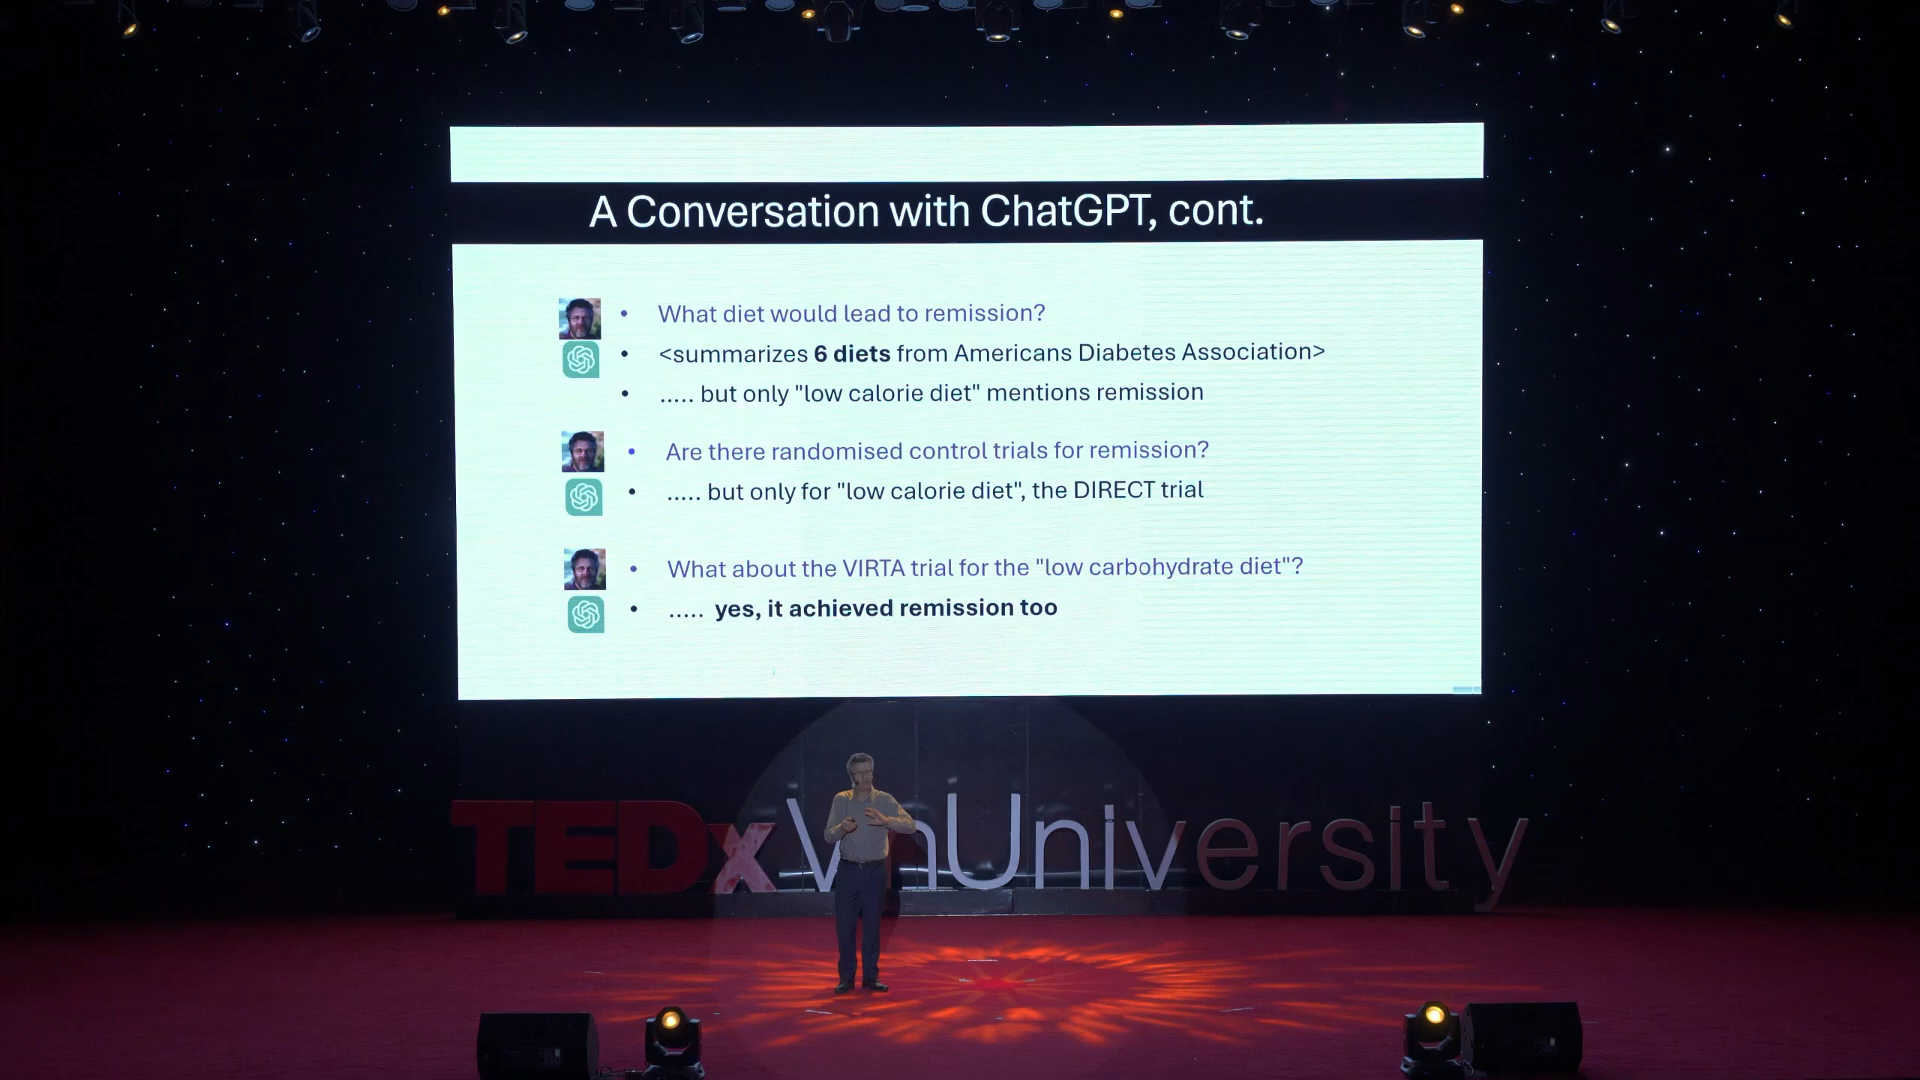 A Conversation with ChatGPT, cont.
• What diet would lead to remission?
• <summarizes 6 diets from Americans Diabetes Association>
• ..... but only "low calorie diet" mentions remission
• Are there randomised control trials for remission?
• ..... but only for "low calorie diet", the DIRECT trial
• What about the VIRTA trial for the "low carbohydrate diet"?
• ..... yes, it achieved remission too
TEDxVinUniversity